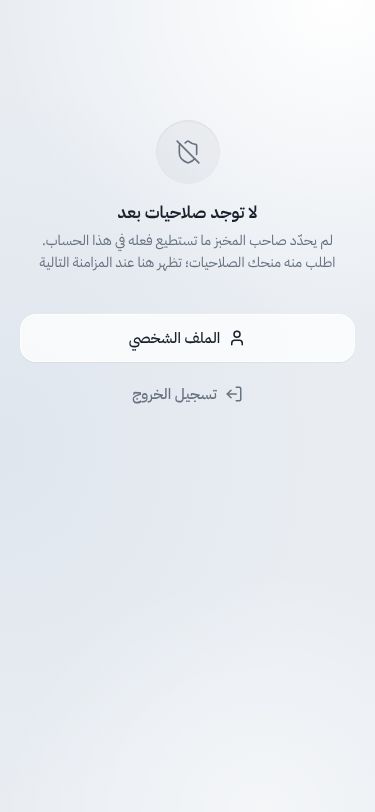 لا توجد صلاحيات بعد
لم يحدّد صاحب المخبز ما تستطيع فعله في هذا الحساب.
اطلب منه منحك الصلاحيات؛ تظهر هنا عند المزامنة التالية
الملف الشخصي
تسجيل الخروج